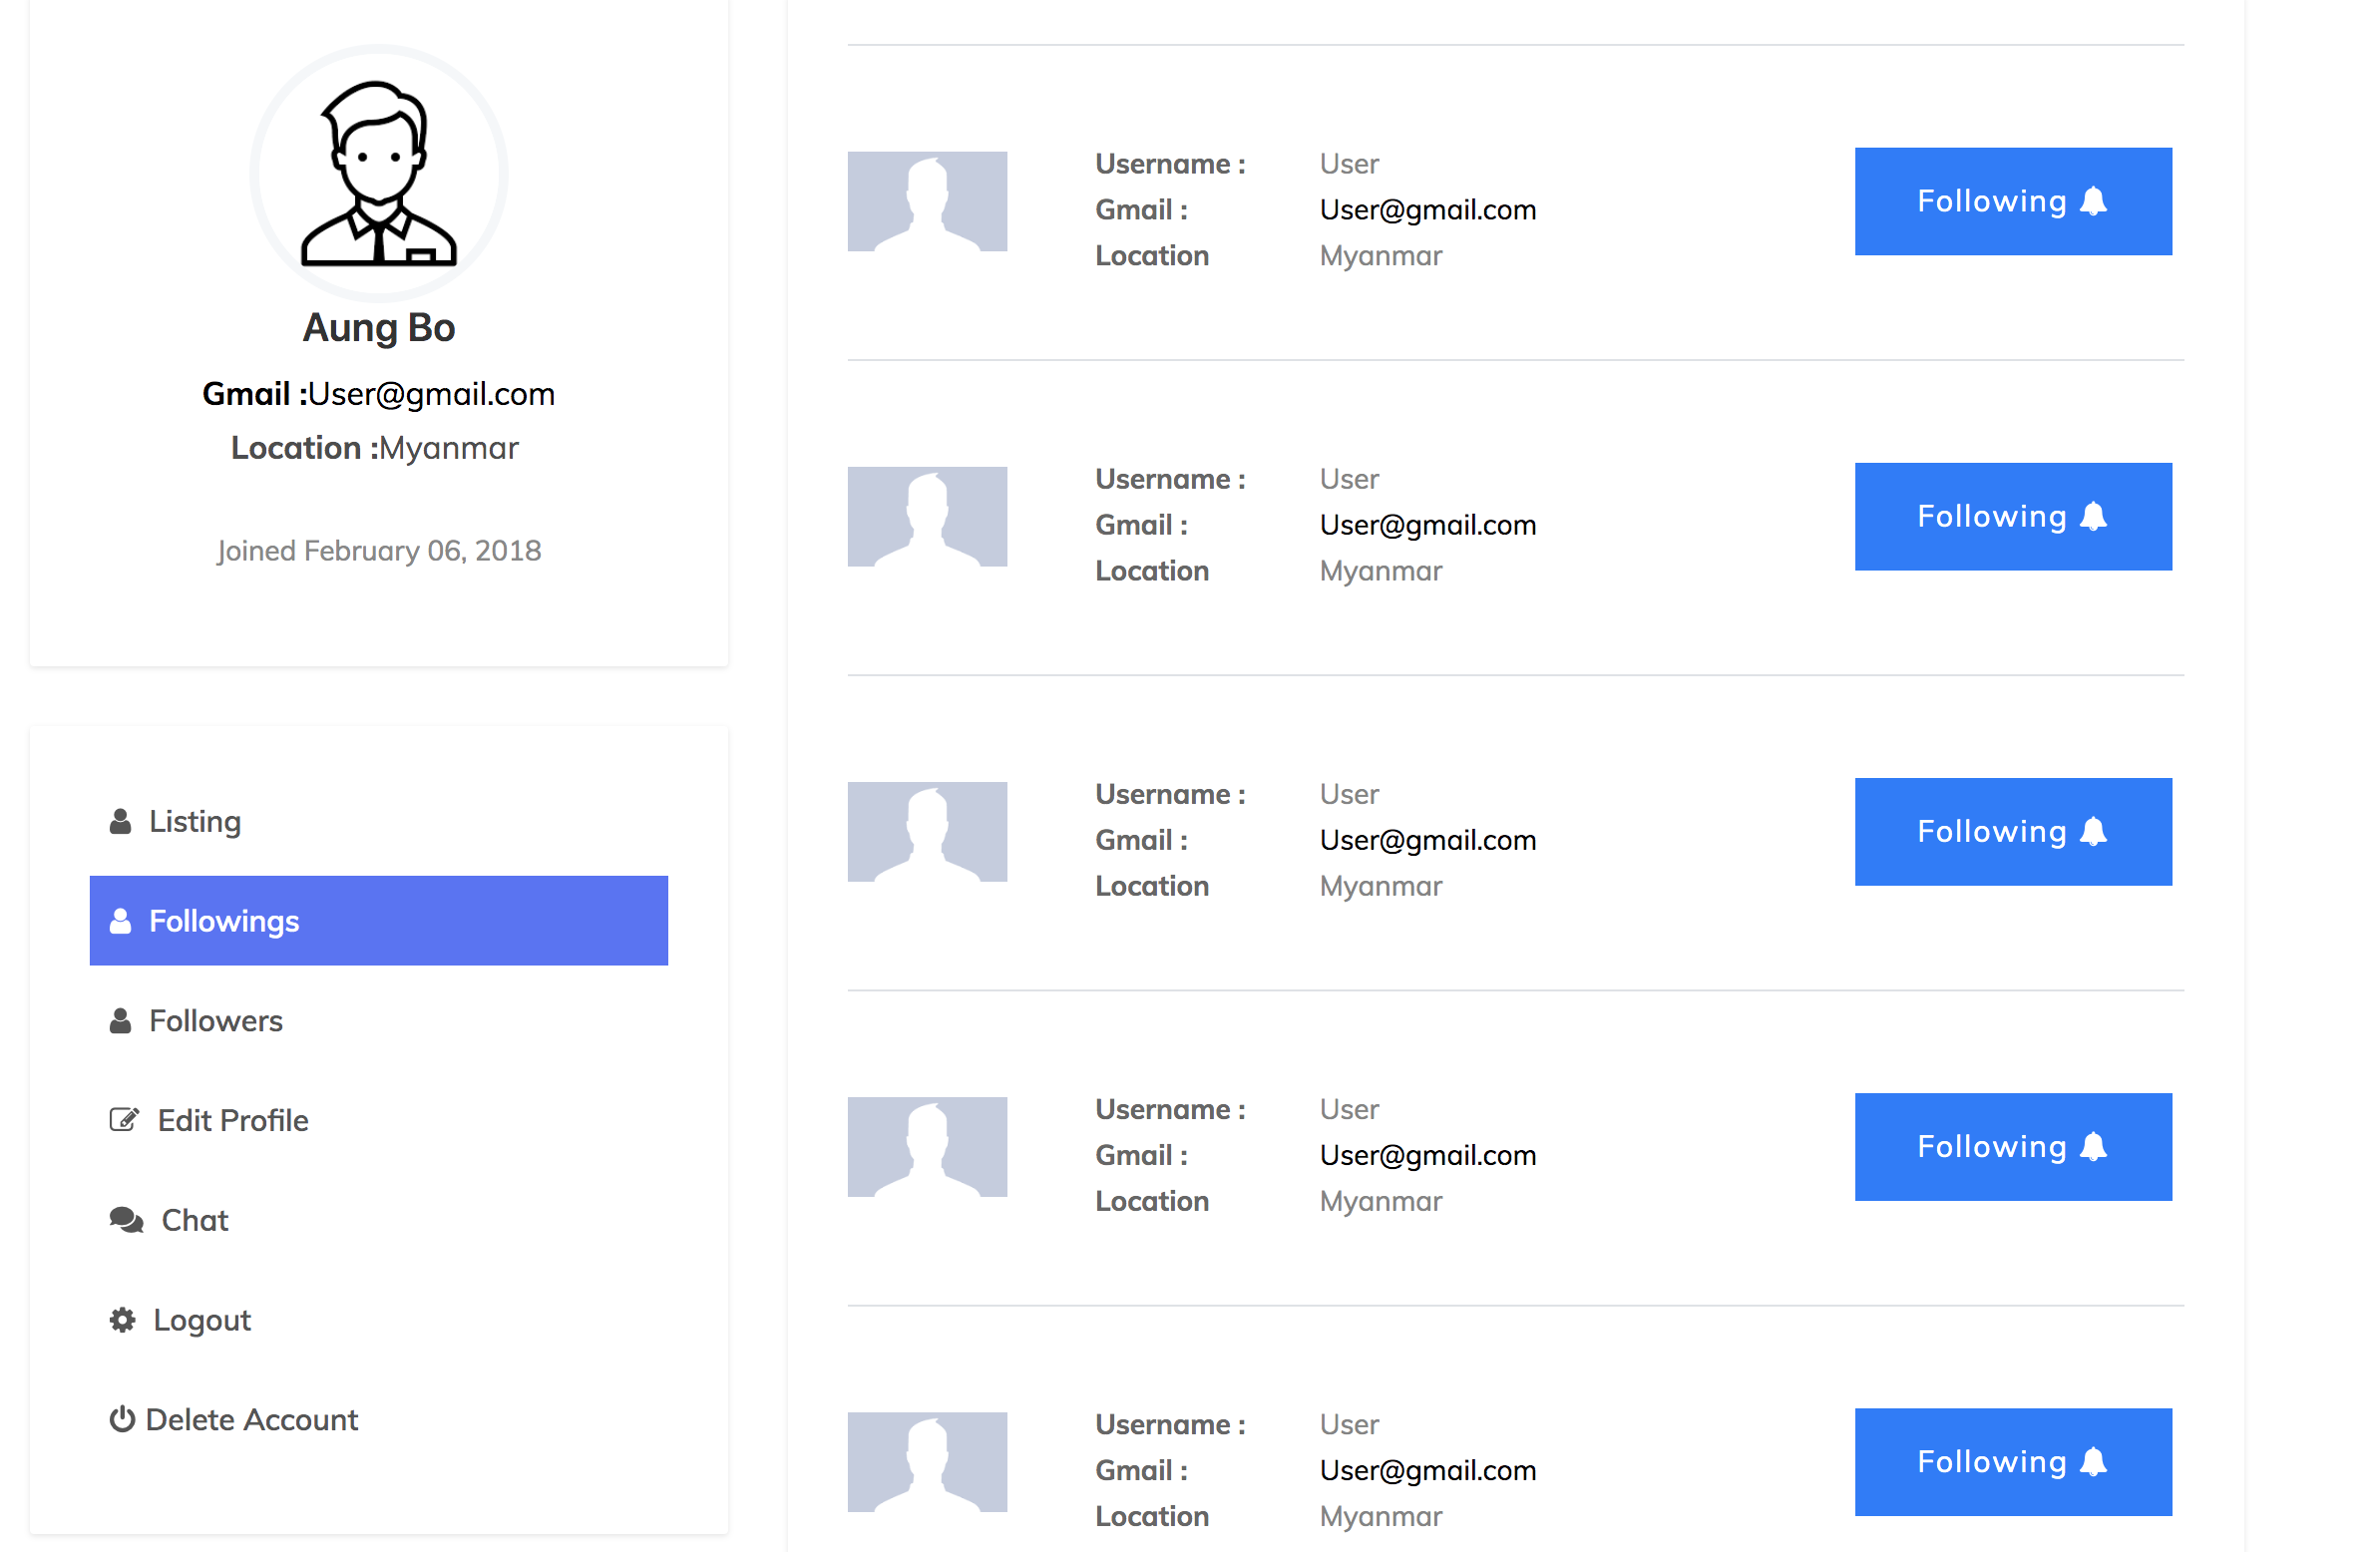 Aung Bo
Gmail :User@gmail.com
Location :Myanmar
Joined February 06, 2018
Listing
Followings
Followers
Edit Profile
Chat
Logout
Delete Account
Username : User
Gmail : User@gmail.com
Location Myanmar
Following
Username : User
Gmail : User@gmail.com
Location Myanmar
Following
Username : User
Gmail : User@gmail.com
Location Myanmar
Following
Username : User
Gmail : User@gmail.com
Location Myanmar
Following
Username : User
Gmail : User@gmail.com
Location Myanmar
Following